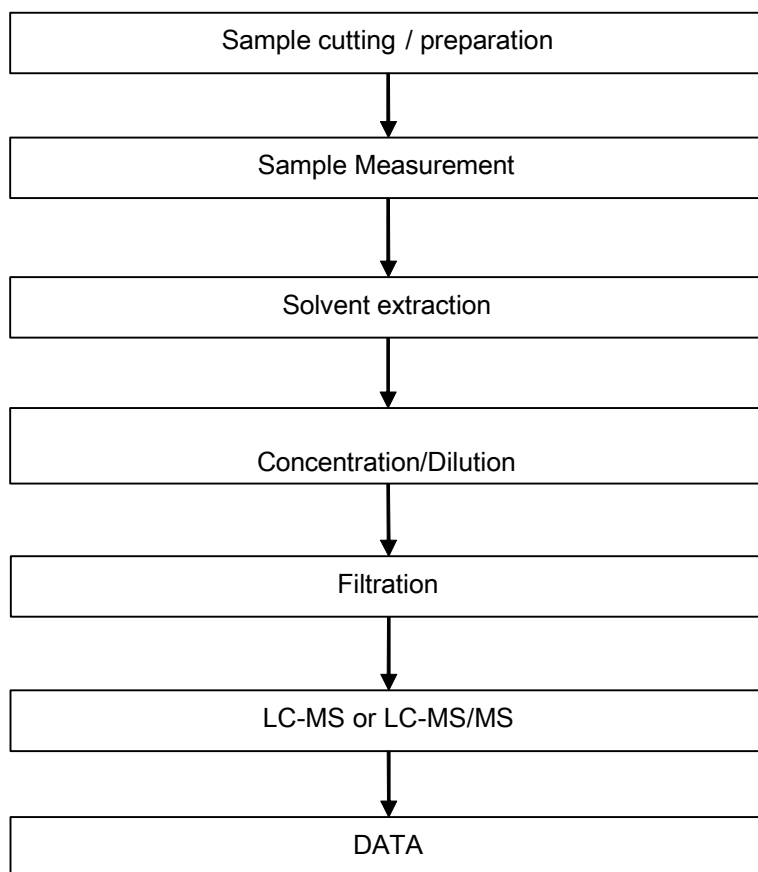 Sample cutting / preparation
Sample Measurement
Solvent extraction
Concentration/Dilution
Filtration
LC-MS or LC-MS/MS
DATA